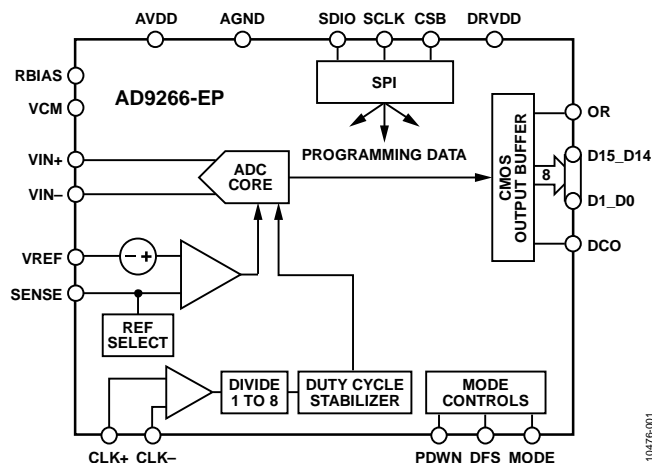 AVDD AGND SDIO SCLK CSB DRVDD
RBIAS
AD9266-EP
SPI
VCM
OR
PROGRAMMING DATA
VIN+
ADC
CORE
CMOS
OUTPUT BUFFER
8
D15_D14
VIN–
D1_D0
VREF
– +
DCO
SENSE
REF
SELECT
DIVIDE
1 TO 8
DUTY CYCLE
STABILIZER
MODE
CONTROLS
CLK+ CLK– PDWN DFS MODE
10476-001